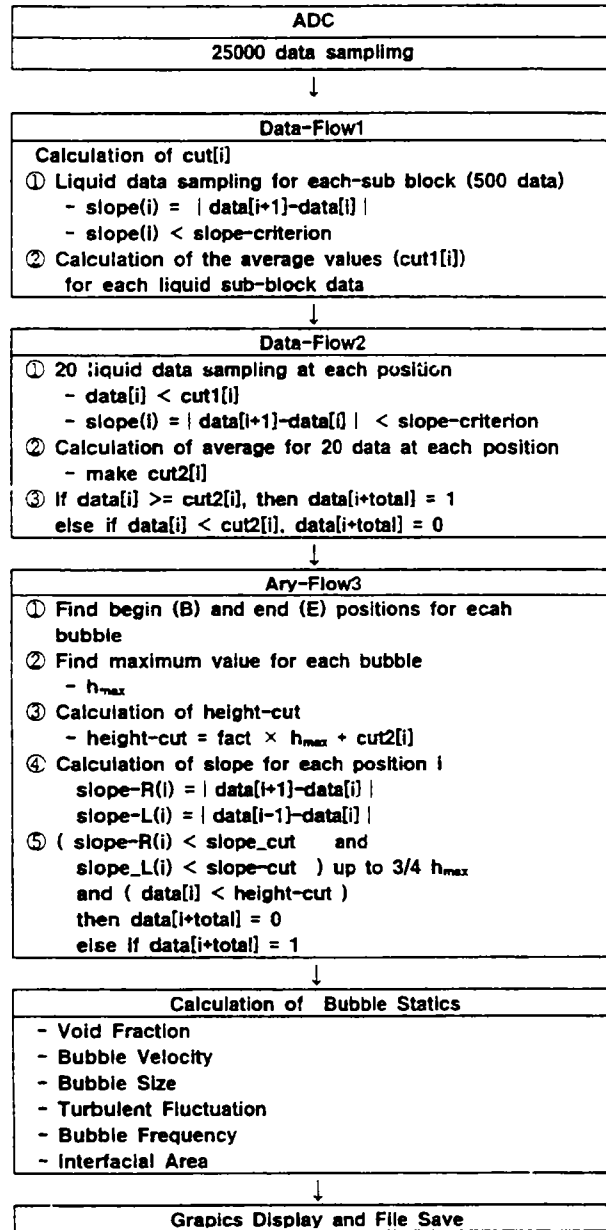 ADC
25000 data samplimg
↓
Data-Flow1
Calculation of cut[i]
① Liquid data sampling for each-sub block (500 data)
- slope(i) = | data[i+1]-data[i] |
- slope(i) < slope-criterion
② Calculation of the average values (cut1[i])
for each liquid sub-block data
↓
Data-Flow2
① 20 liquid data sampling at each position
- data[i] < cut1[i]
- slope(i) = | data[i+1]-data[i] | < slope-criterion
② Calculation of average for 20 data at each position
- make cut2[i]
③ If data[i] >= cut2[i], then data[i+total] = 1
else if data[i] < cut2[i], data[i+total] = 0
↓
Ary-Flow3
① Find begin (B) and end (E) positions for ecah
bubble
② Find maximum value for each bubble
- hmax
③ Calculation of height-cut
- height-cut = fact × hmax + cut2[i]
④ Calculation of slope for each position i
slope-R(i) = | data[i+1]-data[i] |
slope-L(i) = | data[i-1]-data[i] |
⑤ ( slope-R(i) < slope_cut and
slope_L(i) < slope-cut ) up to 3/4 hmax
and ( data[i] < height-cut )
then data[i+total] = 0
else if data[i+total] = 1
↓
Calculation of Bubble Statics
- Void Fraction
- Bubble Velocity
- Bubble Size
- Turbulent Fluctuation
- Bubble Frequency
- Interfacial Area
↓
Grapics Display and File Save